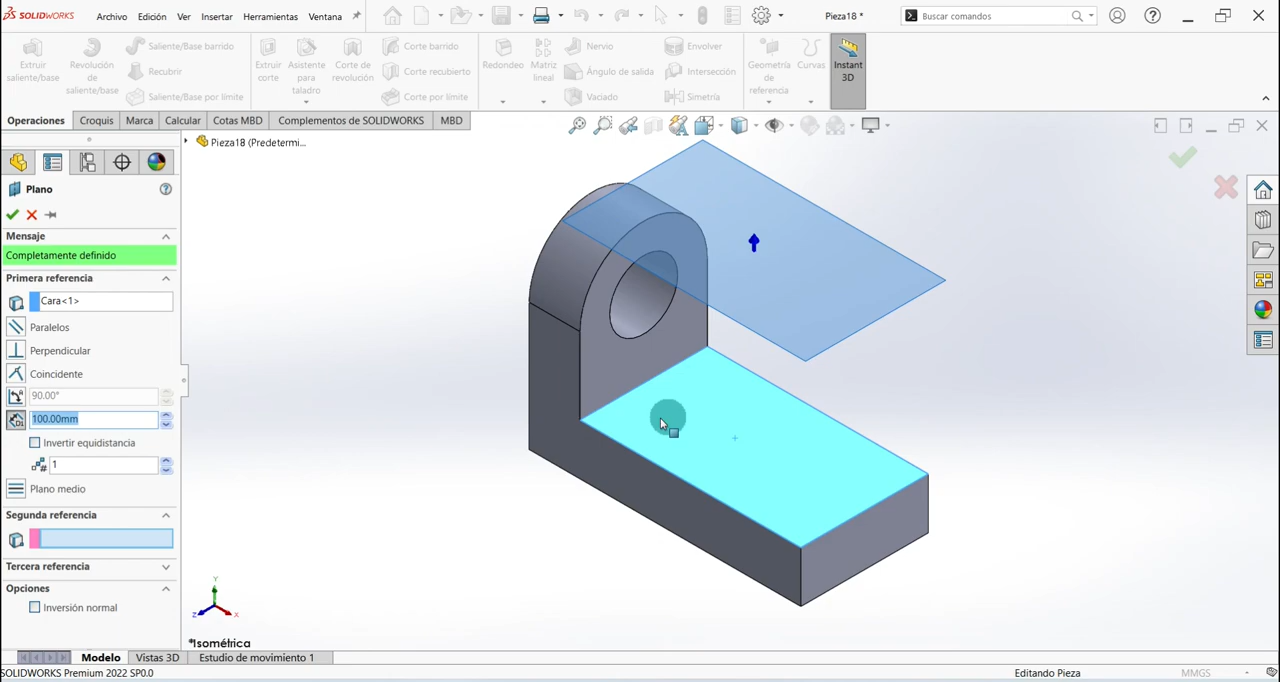 SOLIDWORKS Archivo Edición Ver Insertar Herramientas Ventana Pieza18 * Buscar comandos
Extruir saliente/base
Revolución de saliente/base
Saliente/Base barrido
Recubrir
Saliente/Base por límite
Extruir corte
Asistente para taladro
Corte de revolución
Corte barrido
Corte recubierto
Corte por límite
Redondeo
Matriz lineal
Nervio
Ángulo de salida
Vaciado
Envolver
Intersección
Simetría
Geometría de referencia
Curvas
Instant 3D
Operaciones Croquis Marca Calcular Cotas MBD Complementos de SOLIDWORKS MBD
Pieza18 (Predetermi...
Plano
Mensaje
Completamente definido
Primera referencia
Cara<1>
Paralelos
Perpendicular
Coincidente
90.00°
100.00mm
Invertir equidistancia
1
Plano medio
Segunda referencia
Tercera referencia
Opciones
Inversión normal
Y
Z
X
*Isométrica
Modelo Vistas 3D Estudio de movimiento 1
SOLIDWORKS Premium 2022 SP0.0 Editando Pieza MMGS